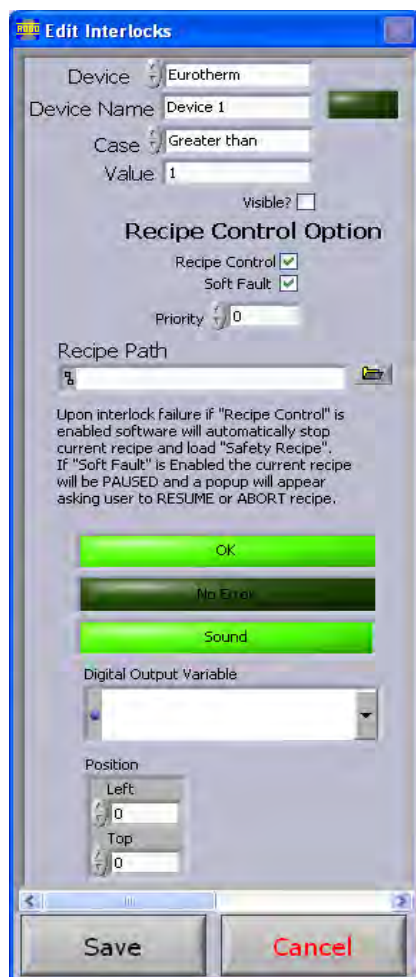 Edit Interlocks
Device Eurotherm
Device Name Device 1
Case Greater than
Value 1
Visible?
Recipe Control Option
Recipe Control
Soft Fault
Priority 0
Recipe Path
Upon interlock failure if "Recipe Control" is
enabled software will automatically stop
current recipe and load "Safety Recipe".
If "Soft Fault" is Enabled the current recipe
will be PAUSED and a popup will appear
asking user to RESUME or ABORT recipe.
OK
No Error
Sound
Digital Output Variable
Position
Left
0
Top
0
Save Cancel